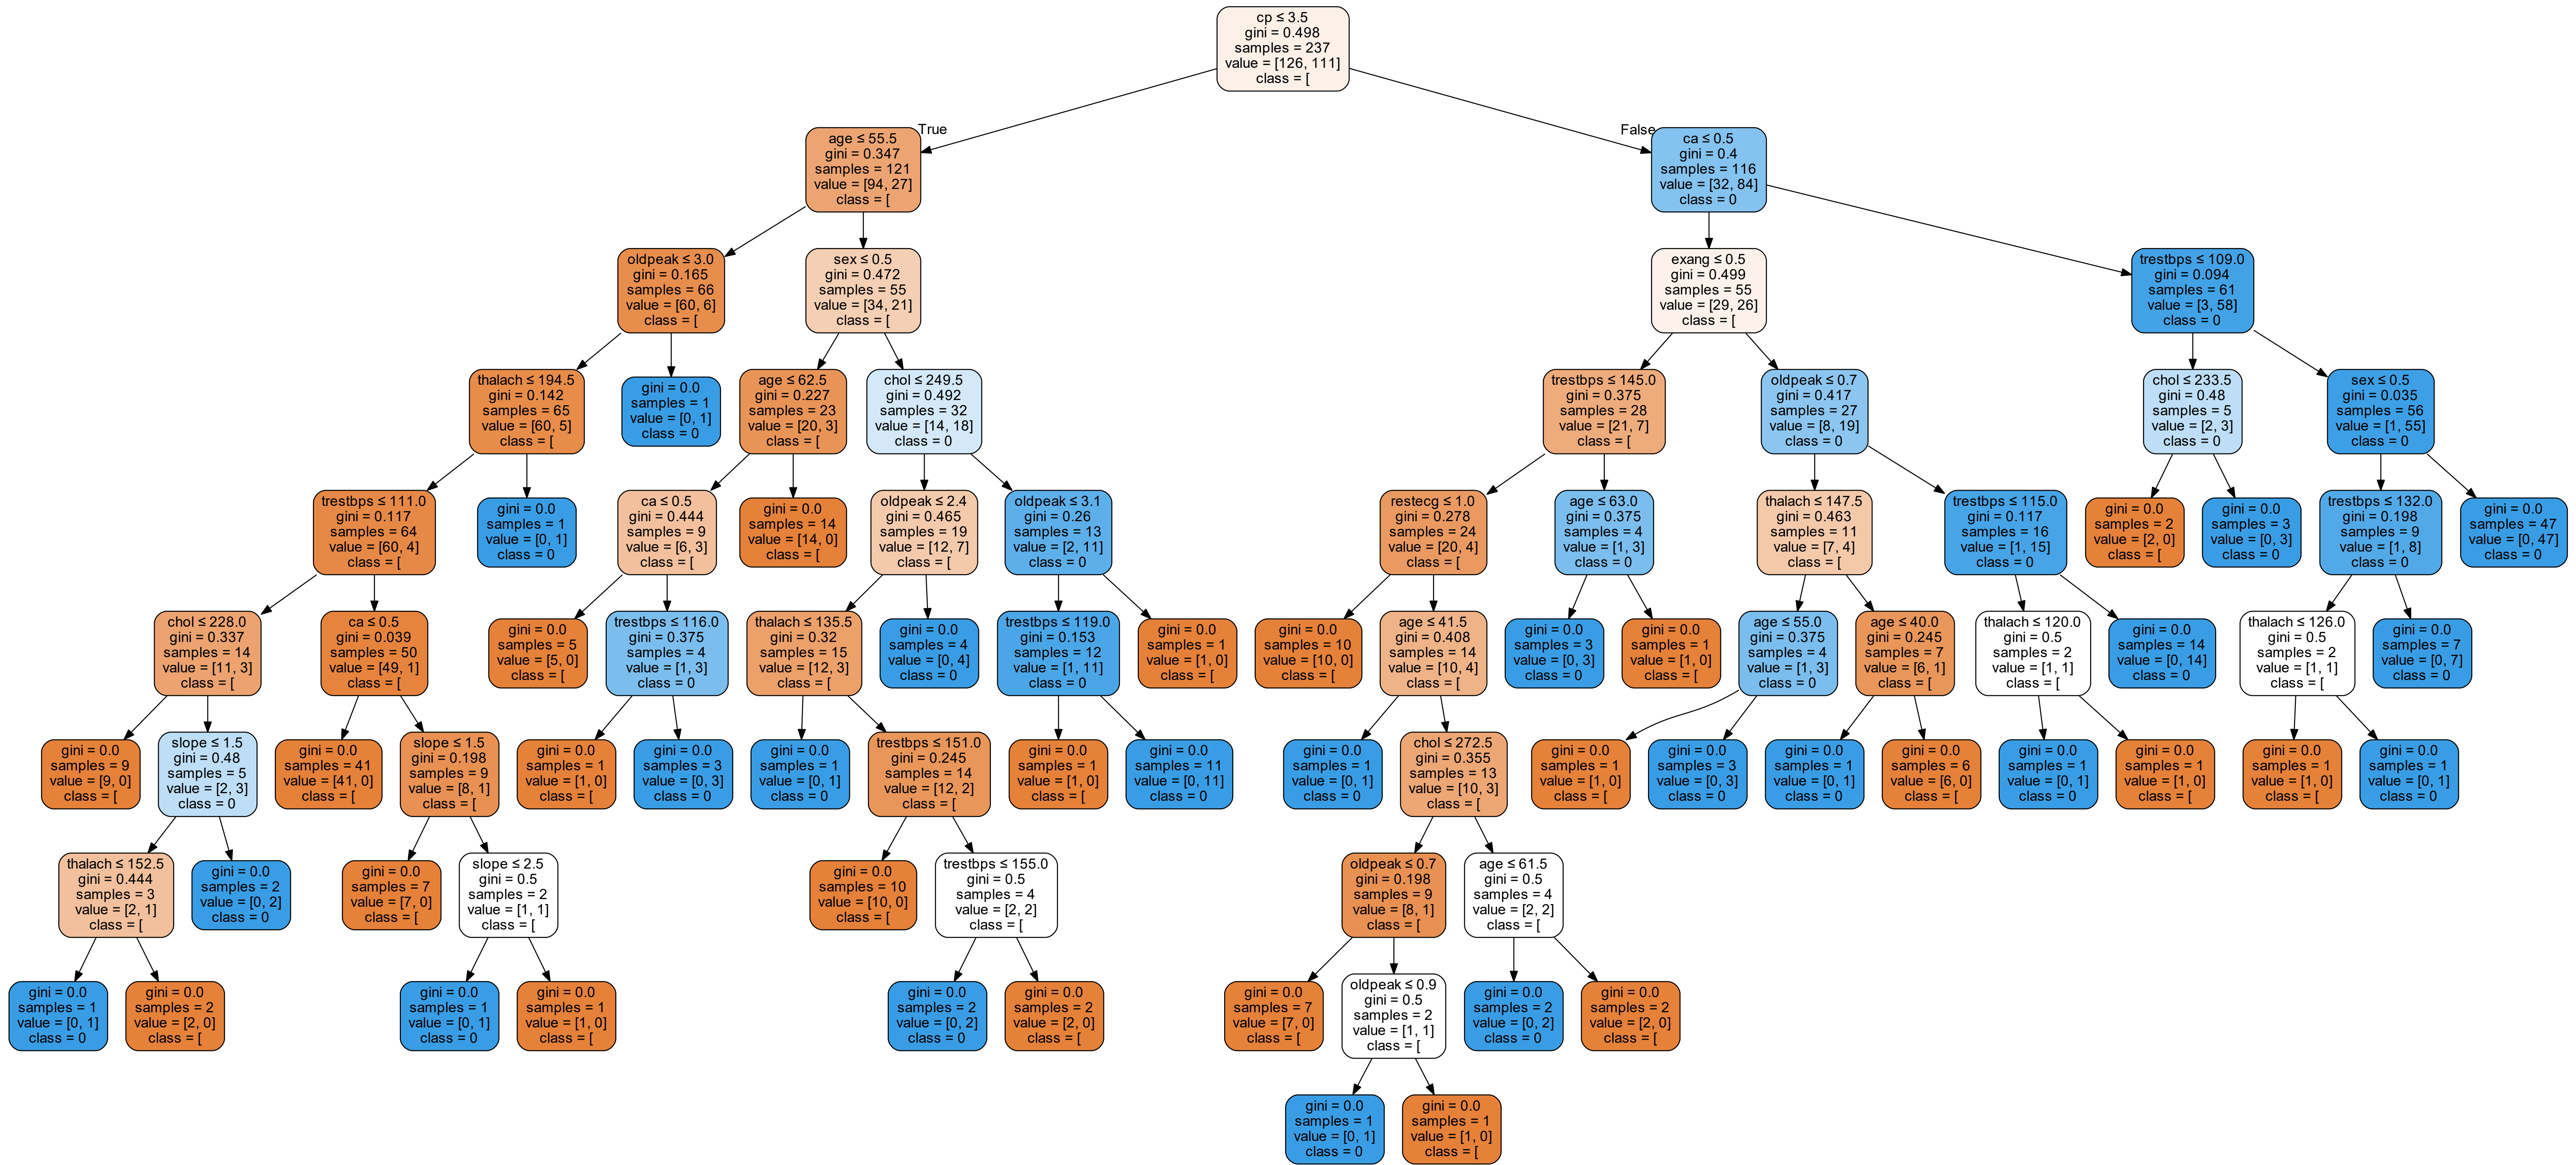 cp ≤ 3.5
gini = 0.498
samples = 237
value = [126, 111]
class = [
True
False
age ≤ 55.5
gini = 0.347
samples = 121
value = [94, 27]
class = [
ca ≤ 0.5
gini = 0.4
samples = 116
value = [32, 84]
class = 0
oldpeak ≤ 3.0
gini = 0.165
samples = 66
value = [60, 6]
class = [
sex ≤ 0.5
gini = 0.472
samples = 55
value = [34, 21]
class = [
exang ≤ 0.5
gini = 0.499
samples = 55
value = [29, 26]
class = [
trestbps ≤ 109.0
gini = 0.094
samples = 61
value = [3, 58]
class = 0
thalach ≤ 194.5
gini = 0.142
samples = 65
value = [60, 5]
class = [
gini = 0.0
samples = 1
value = [0, 1]
class = 0
age ≤ 62.5
gini = 0.227
samples = 23
value = [20, 3]
class = [
chol ≤ 249.5
gini = 0.492
samples = 32
value = [14, 18]
class = 0
trestbps ≤ 145.0
gini = 0.375
samples = 28
value = [21, 7]
class = [
oldpeak ≤ 0.7
gini = 0.417
samples = 27
value = [8, 19]
class = 0
chol ≤ 233.5
gini = 0.48
samples = 5
value = [2, 3]
class = 0
sex ≤ 0.5
gini = 0.035
samples = 56
value = [1, 55]
class = 0
trestbps ≤ 111.0
gini = 0.117
samples = 64
value = [60, 4]
class = [
gini = 0.0
samples = 1
value = [0, 1]
class = 0
ca ≤ 0.5
gini = 0.444
samples = 9
value = [6, 3]
class = [
gini = 0.0
samples = 14
value = [14, 0]
class = [
oldpeak ≤ 2.4
gini = 0.465
samples = 19
value = [12, 7]
class = [
oldpeak ≤ 3.1
gini = 0.26
samples = 13
value = [2, 11]
class = 0
restecg ≤ 1.0
gini = 0.278
samples = 24
value = [20, 4]
class = [
age ≤ 63.0
gini = 0.375
samples = 4
value = [1, 3]
class = 0
thalach ≤ 147.5
gini = 0.463
samples = 11
value = [7, 4]
class = [
trestbps ≤ 115.0
gini = 0.117
samples = 16
value = [1, 15]
class = 0
gini = 0.0
samples = 2
value = [2, 0]
class = [
gini = 0.0
samples = 3
value = [0, 3]
class = 0
trestbps ≤ 132.0
gini = 0.198
samples = 9
value = [1, 8]
class = 0
gini = 0.0
samples = 47
value = [0, 47]
class = 0
chol ≤ 228.0
gini = 0.337
samples = 14
value = [11, 3]
class = [
ca ≤ 0.5
gini = 0.039
samples = 50
value = [49, 1]
class = [
gini = 0.0
samples = 5
value = [5, 0]
class = [
trestbps ≤ 116.0
gini = 0.375
samples = 4
value = [1, 3]
class = 0
thalach ≤ 135.5
gini = 0.32
samples = 15
value = [12, 3]
class = [
gini = 0.0
samples = 4
value = [0, 4]
class = 0
trestbps ≤ 119.0
gini = 0.153
samples = 12
value = [1, 11]
class = 0
gini = 0.0
samples = 1
value = [1, 0]
class = [
gini = 0.0
samples = 10
value = [10, 0]
class = [
age ≤ 41.5
gini = 0.408
samples = 14
value = [10, 4]
class = [
gini = 0.0
samples = 3
value = [0, 3]
class = 0
gini = 0.0
samples = 1
value = [1, 0]
class = [
age ≤ 55.0
gini = 0.375
samples = 4
value = [1, 3]
class = 0
age ≤ 40.0
gini = 0.245
samples = 7
value = [6, 1]
class = [
thalach ≤ 120.0
gini = 0.5
samples = 2
value = [1, 1]
class = [
gini = 0.0
samples = 14
value = [0, 14]
class = 0
thalach ≤ 126.0
gini = 0.5
samples = 2
value = [1, 1]
class = [
gini = 0.0
samples = 7
value = [0, 7]
class = 0
gini = 0.0
samples = 9
value = [9, 0]
class = [
slope ≤ 1.5
gini = 0.48
samples = 5
value = [2, 3]
class = 0
gini = 0.0
samples = 41
value = [41, 0]
class = [
slope ≤ 1.5
gini = 0.198
samples = 9
value = [8, 1]
class = [
gini = 0.0
samples = 1
value = [1, 0]
class = [
gini = 0.0
samples = 3
value = [0, 3]
class = 0
gini = 0.0
samples = 1
value = [0, 1]
class = 0
trestbps ≤ 151.0
gini = 0.245
samples = 14
value = [12, 2]
class = [
gini = 0.0
samples = 1
value = [1, 0]
class = [
gini = 0.0
samples = 11
value = [0, 11]
class = 0
gini = 0.0
samples = 1
value = [0, 1]
class = 0
chol ≤ 272.5
gini = 0.355
samples = 13
value = [10, 3]
class = [
gini = 0.0
samples = 1
value = [1, 0]
class = [
gini = 0.0
samples = 3
value = [0, 3]
class = 0
gini = 0.0
samples = 1
value = [0, 1]
class = 0
gini = 0.0
samples = 6
value = [6, 0]
class = [
gini = 0.0
samples = 1
value = [0, 1]
class = 0
gini = 0.0
samples = 1
value = [1, 0]
class = [
gini = 0.0
samples = 1
value = [1, 0]
class = [
gini = 0.0
samples = 1
value = [0, 1]
class = 0
thalach ≤ 152.5
gini = 0.444
samples = 3
value = [2, 1]
class = [
gini = 0.0
samples = 2
value = [0, 2]
class = 0
gini = 0.0
samples = 7
value = [7, 0]
class = [
slope ≤ 2.5
gini = 0.5
samples = 2
value = [1, 1]
class = [
gini = 0.0
samples = 10
value = [10, 0]
class = [
trestbps ≤ 155.0
gini = 0.5
samples = 4
value = [2, 2]
class = [
oldpeak ≤ 0.7
gini = 0.198
samples = 9
value = [8, 1]
class = [
age ≤ 61.5
gini = 0.5
samples = 4
value = [2, 2]
class = [
gini = 0.0
samples = 1
value = [0, 1]
class = 0
gini = 0.0
samples = 2
value = [2, 0]
class = [
gini = 0.0
samples = 1
value = [0, 1]
class = 0
gini = 0.0
samples = 1
value = [1, 0]
class = [
gini = 0.0
samples = 2
value = [0, 2]
class = 0
gini = 0.0
samples = 2
value = [2, 0]
class = [
gini = 0.0
samples = 7
value = [7, 0]
class = [
oldpeak ≤ 0.9
gini = 0.5
samples = 2
value = [1, 1]
class = [
gini = 0.0
samples = 2
value = [0, 2]
class = 0
gini = 0.0
samples = 2
value = [2, 0]
class = [
gini = 0.0
samples = 1
value = [0, 1]
class = 0
gini = 0.0
samples = 1
value = [1, 0]
class = [